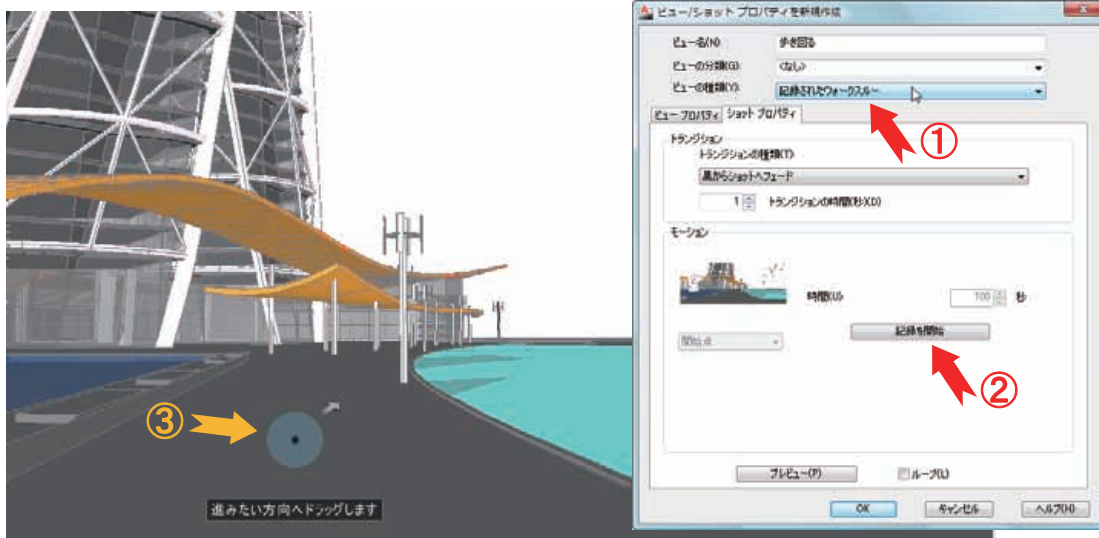 ビュー/ショット プロパティを新規作成
ビュー名(N) 歩き回る
ビューの分類(G): <なし>
ビューの種類(Y): 記録されたウォークスルー
①
ビュー プロパティ ショット プロパティ
トランジション
トランジションの種類(T)
黒からショットへフェード
1 トランジションの時間(秒)(D)
モーション
時間(U) 100 秒
開始点 記録を開始
②
③
進みたい方向へドラッグします
プレビュー(P) ループ(L)
OK キャンセル ヘルプ(H)